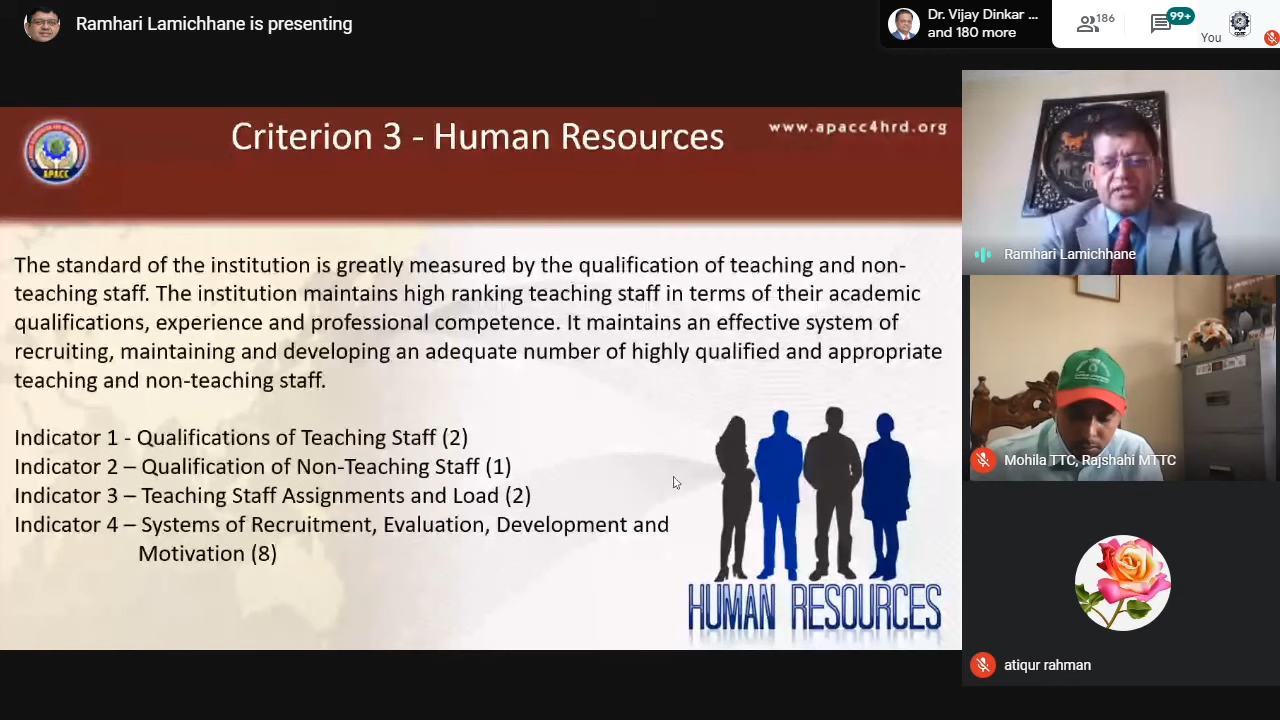 Ramhari Lamichhane is presenting
Dr. Vijay Dinkar ...
and 180 more
186
99+
You
Criterion 3 - Human Resources
www.apacc4hrd.org
APACC
The standard of the institution is greatly measured by the qualification of teaching and non-
teaching staff. The institution maintains high ranking teaching staff in terms of their academic
qualifications, experience and professional competence. It maintains an effective system of
recruiting, maintaining and developing an adequate number of highly qualified and appropriate
teaching and non-teaching staff.
Indicator 1 - Qualifications of Teaching Staff (2)
Indicator 2 – Qualification of Non-Teaching Staff (1)
Indicator 3 – Teaching Staff Assignments and Load (2)
Indicator 4 – Systems of Recruitment, Evaluation, Development and
Motivation (8)
HUMAN RESOURCES
Ramhari Lamichhane
Mohila TTC, Rajshahi MTTC
atiqur rahman